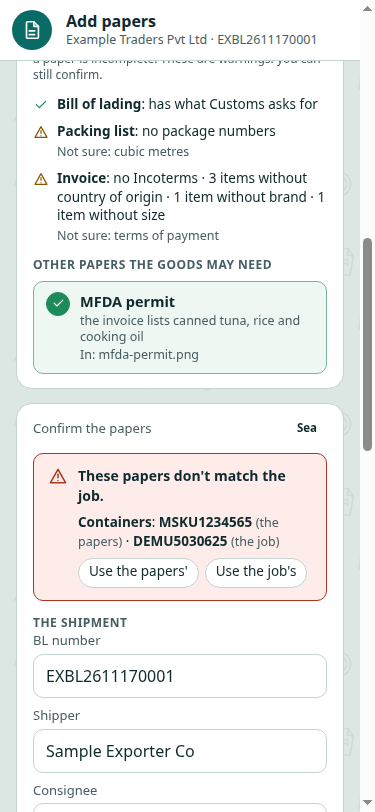 Add papers
Example Traders Pvt Ltd · EXBL2611170001
a paper is incomplete. These are warnings: you can
still confirm.
Bill of lading: has what Customs asks for
Packing list: no package numbers
Not sure: cubic metres
Invoice: no Incoterms · 3 items without
country of origin · 1 item without brand · 1
item without size
Not sure: terms of payment
OTHER PAPERS THE GOODS MAY NEED
MFDA permit
the invoice lists canned tuna, rice and
cooking oil
In: mfda-permit.png
Confirm the papers
Sea
These papers don't match the
job.
Containers: MSKU1234565 (the
papers) · DEMU5030625 (the job)
Use the papers'
Use the job's
THE SHIPMENT
BL number
EXBL2611170001
Shipper
Sample Exporter Co
Consignee